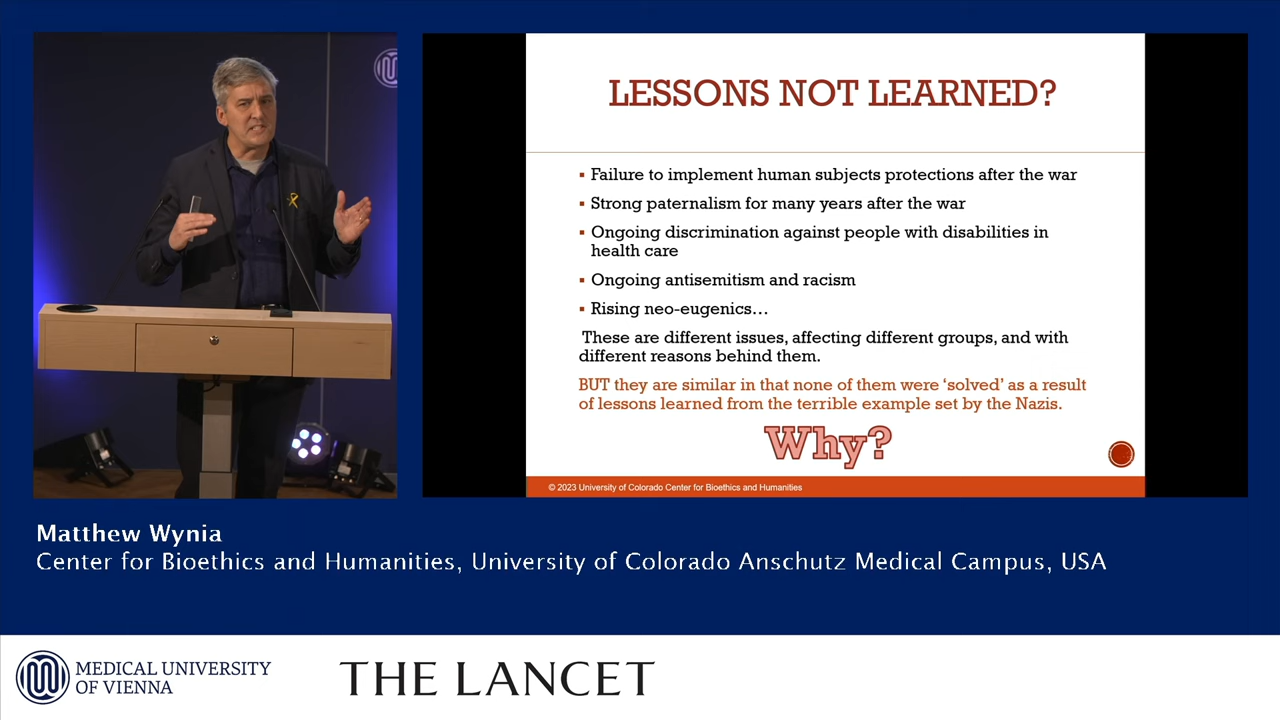 LESSONS NOT LEARNED?
▪ Failure to implement human subjects protections after the war
▪ Strong paternalism for many years after the war
▪ Ongoing discrimination against people with disabilities in
health care
▪ Ongoing antisemitism and racism
▪ Rising neo-eugenics…
These are different issues, affecting different groups, and with
different reasons behind them.
BUT they are similar in that none of them were ‘solved’ as a result
of lessons learned from the terrible example set by the Nazis.
Why?
© 2023 University of Colorado Center for Bioethics and Humanities
Matthew Wynia
Center for Bioethics and Humanities, University of Colorado Anschutz Medical Campus, USA
MEDICAL UNIVERSITY
OF VIENNA
THE LANCET